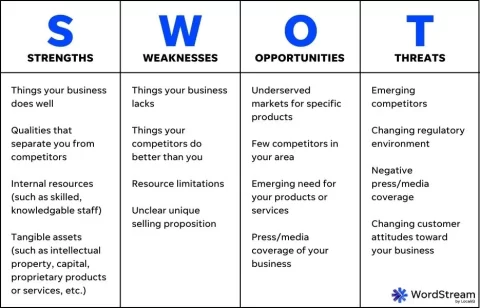 S
STRENGTHS
Things your business
does well
Qualities that
separate you from
competitors
Internal resources
(such as skilled,
knowledgable staff)
Tangible assets
(such as intellectual
property, capital,
proprietary products
or services, etc.)
W
WEAKNESSES
Things your business
lacks
Things your
competitors do
better than you
Resource limitations
Unclear unique
selling proposition
O
OPPORTUNITIES
Underserved
markets for specific
products
Few competitors in
your area
Emerging need for
your products or
services
Press/media
coverage of your
business
T
THREATS
Emerging
competitors
Changing regulatory
environment
Negative
press/media
coverage
Changing customer
attitudes toward
your business
WordStream
by LocaliQ